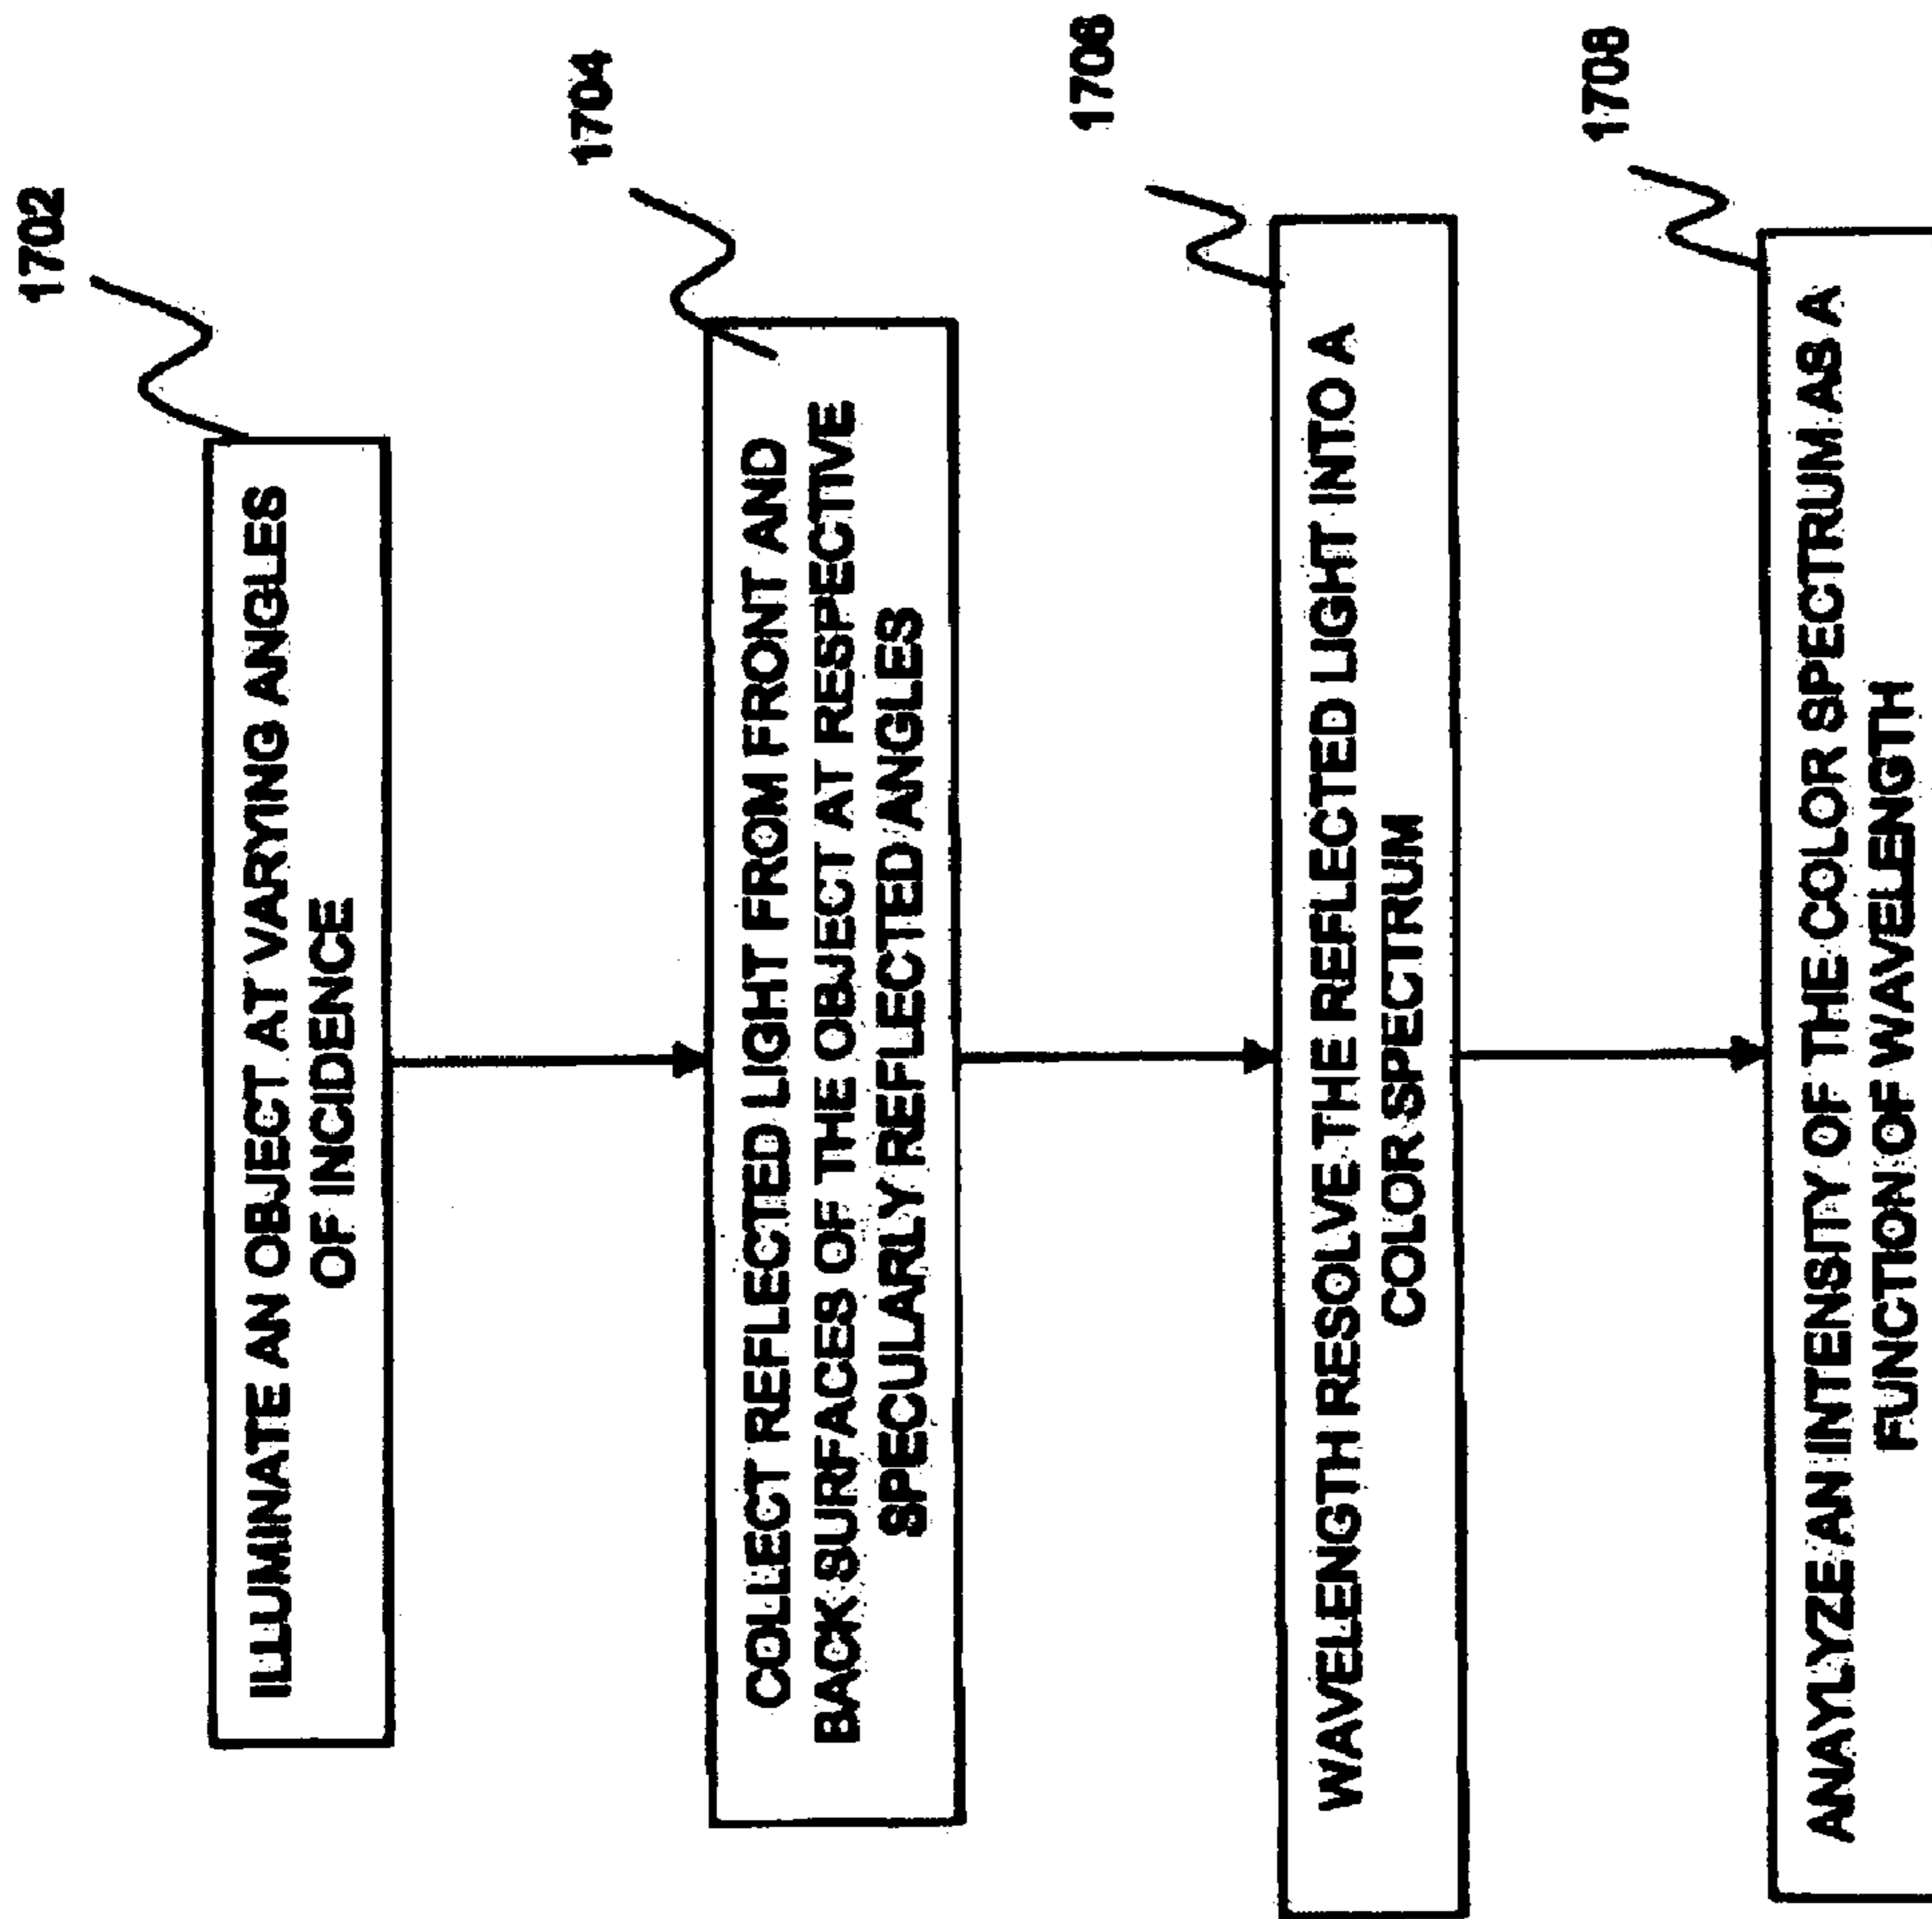 1702
ILLUMINATE AN OBJECT AT VARYING ANGLES
OF INCIDENCE
1704
COLLECT REFLECTED LIGHT FROM FRONT AND
BACK SURFACES OF THE OBJECT AT RESPECTIVE
SPECULARLY REFLECTED ANGLES
1706
WAVELENGTH RESOLVE THE REFLECTED LIGHT INTO A
COLOR SPECTRUM
1708
ANAYLYZE AN INTENSITY OF THE COLOR SPECTRUM AS A
FUNCTION OF WAVELENGTH